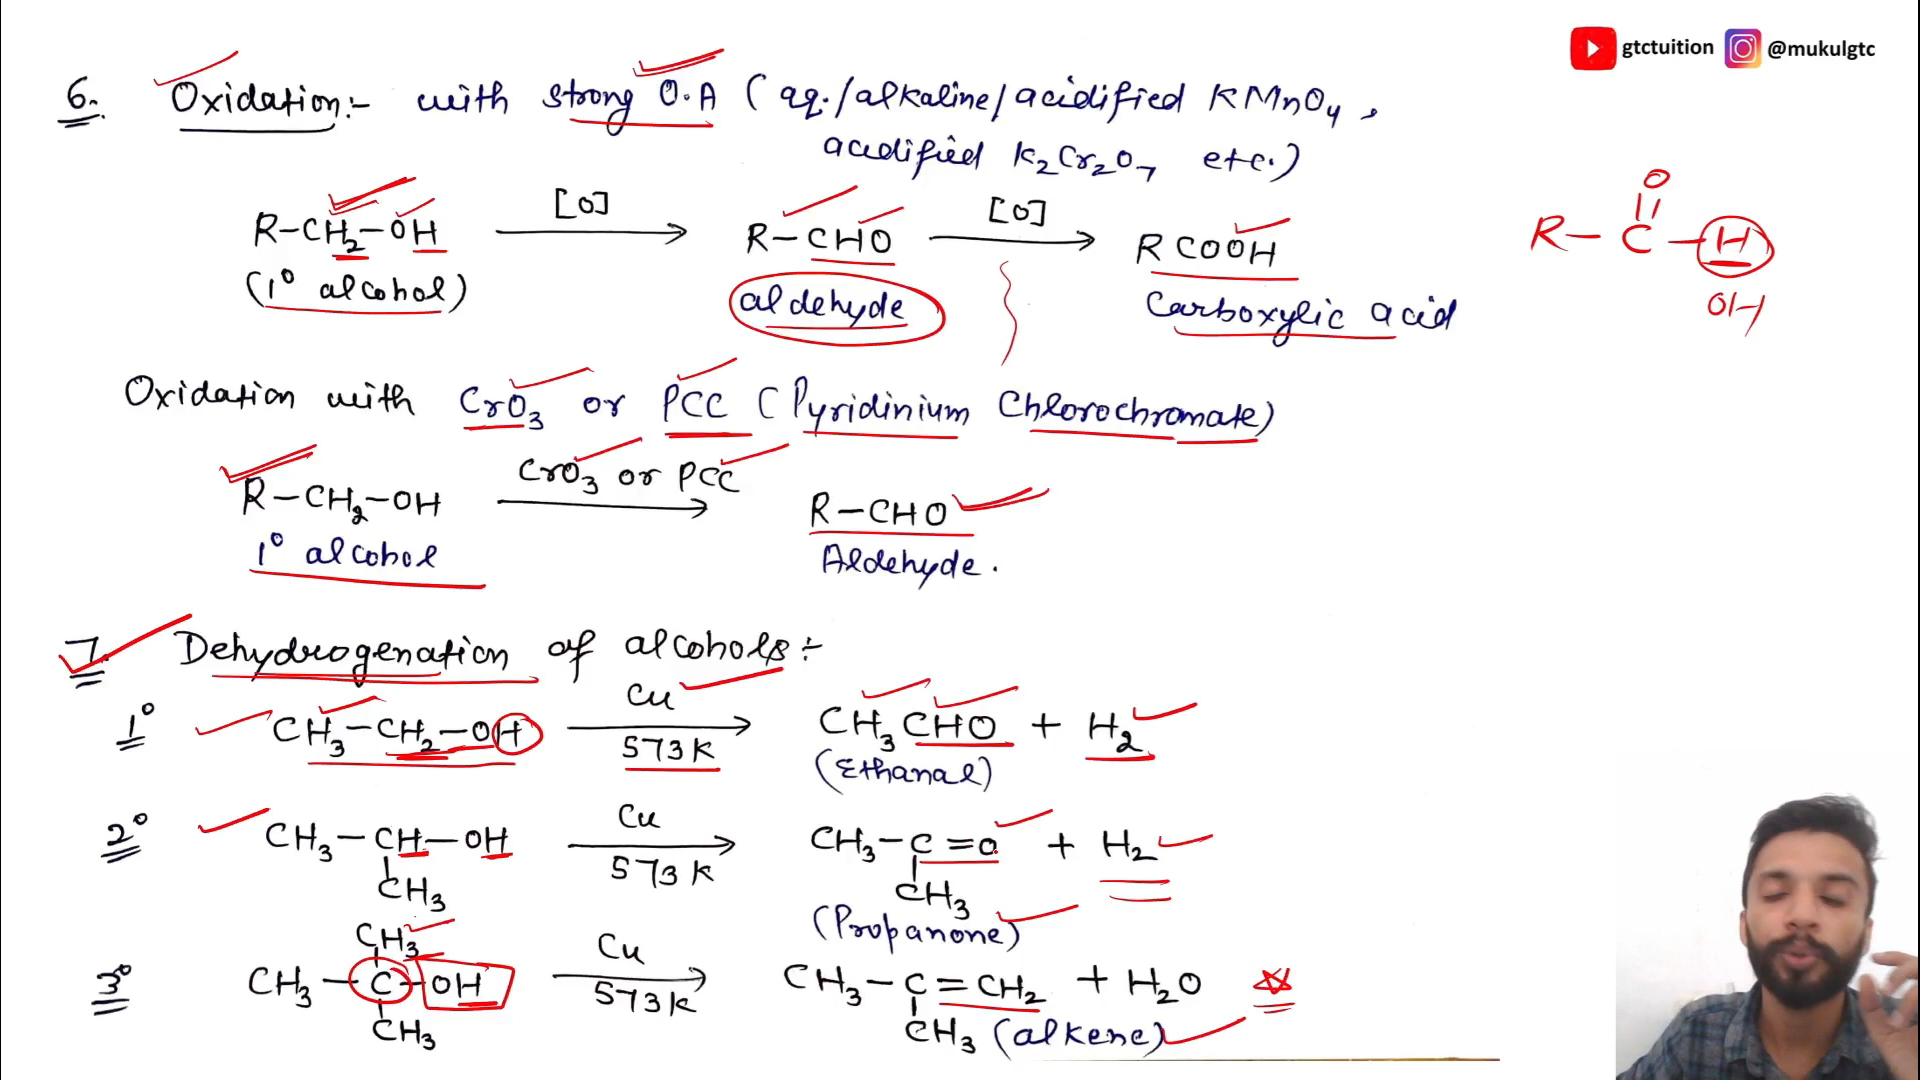 gtctuition @mukulgtc
6. Oxidation:- with strong O.A (aq./alkaline/acidified KMnO4,
acidified K2Cr2O7 etc.)
R-CH2-OH [O] R-CHO [O] RCOOH
(1° alcohol) aldehyde Carboxylic acid
R-C-H
O
OH
Oxidation with CrO3 or PCC (Pyridinium Chlorochromate)
R-CH2-OH CrO3 or PCC R-CHO
1° alcohol Aldehyde.
7. Dehydrogenation of alcohols :-
1° CH3-CH2-OH Cu 573K CH3CHO + H2
(Ethanal)
2° CH3-CH-OH Cu 573K CH3-C=O + H2
CH3 CH3
(Propanone)
CH3
3° CH3-C-OH Cu 573K CH3-C=CH2 + H2O
CH3 CH3 (alkene)